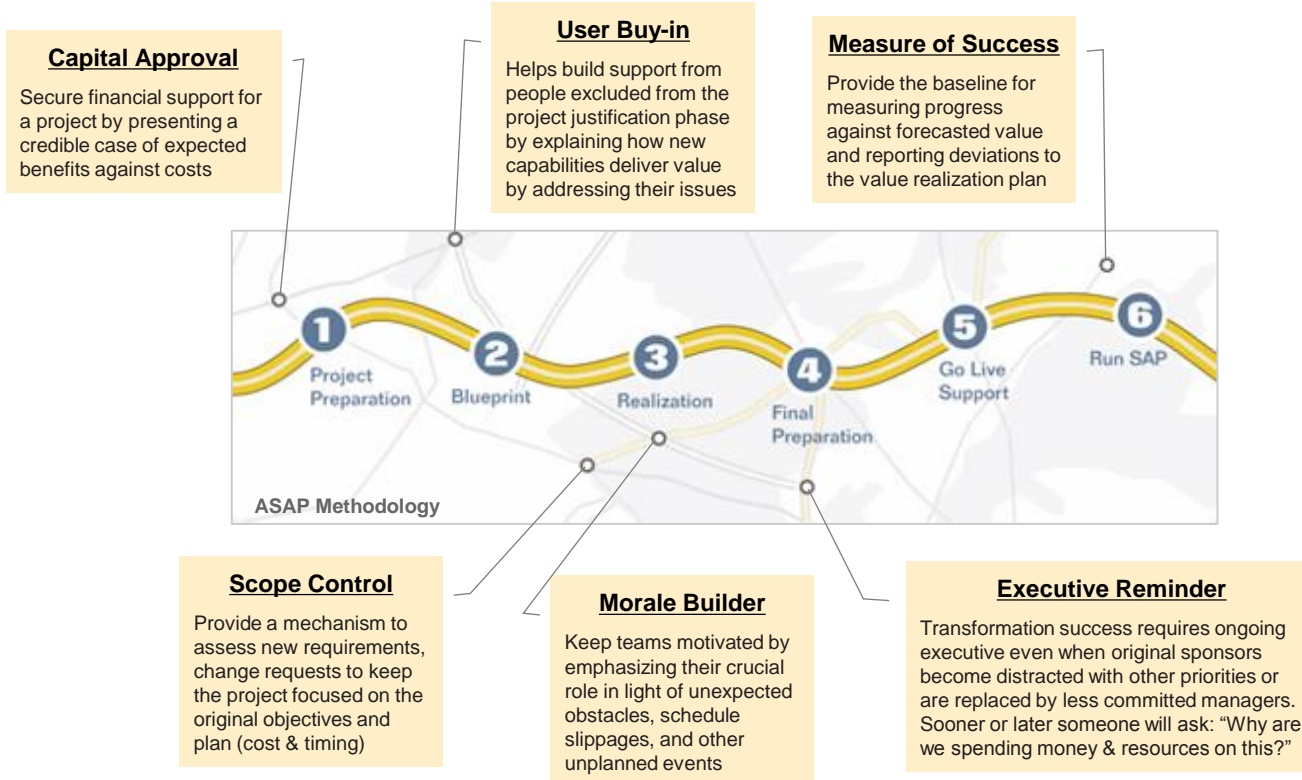 Capital Approval
Secure financial support for
a project by presenting a
credible case of expected
benefits against costs
User Buy-in
Helps build support from
people excluded from the
project justification phase
by explaining how new
capabilities deliver value
by addressing their issues
Measure of Success
Provide the baseline for
measuring progress
against forecasted value
and reporting deviations to
the value realization plan
1
Project
Preparation
2
Blueprint
3
Realization
4
Final
Preparation
5
Go Live
Support
6
Run SAP
ASAP Methodology
Scope Control
Provide a mechanism to
assess new requirements,
change requests to keep
the project focused on the
original objectives and
plan (cost & timing)
Morale Builder
Keep teams motivated by
emphasizing their crucial
role in light of unexpected
obstacles, schedule
slippages, and other
unplanned events
Executive Reminder
Transformation success requires ongoing
executive even when original sponsors
become distracted with other priorities or
are replaced by less committed managers.
Sooner or later someone will ask: “Why are
we spending money & resources on this?”